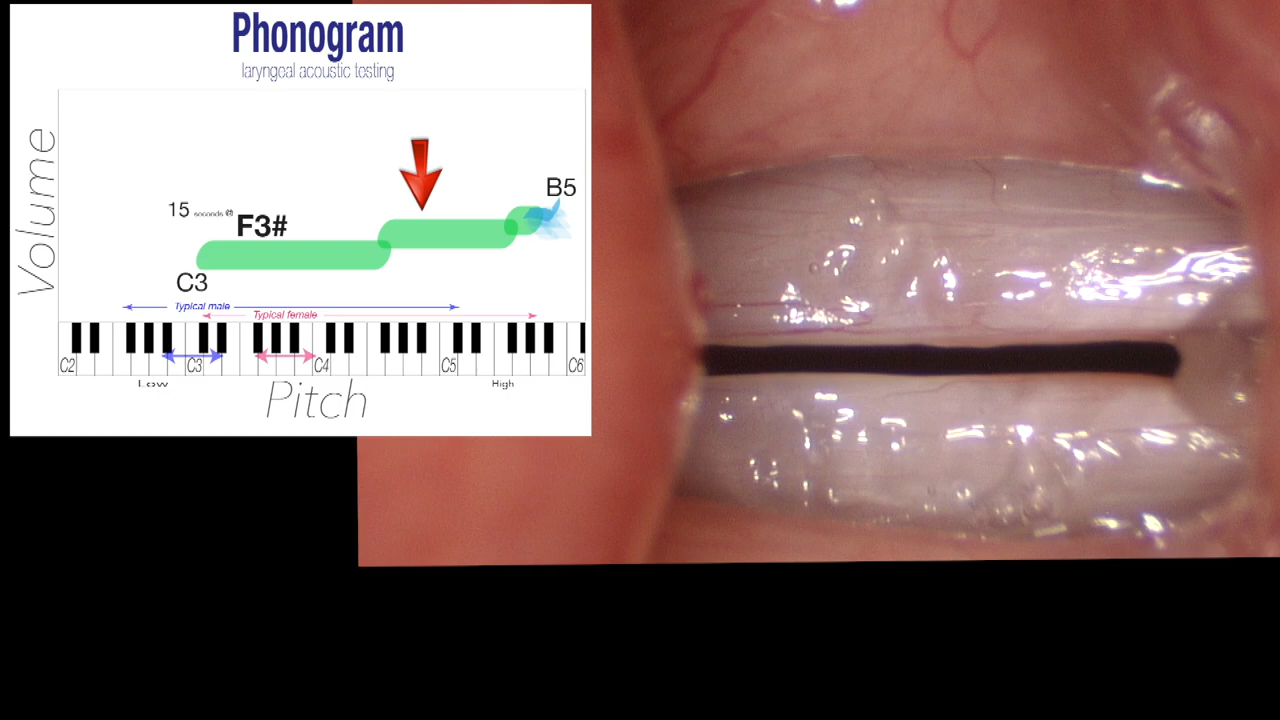 Phonogram
laryngeal acoustic testing
Volume
B5
15 seconds @ F3#
C3
Typical male
Typical female
C2 C3 C4 C5 C6
Low High
Pitch